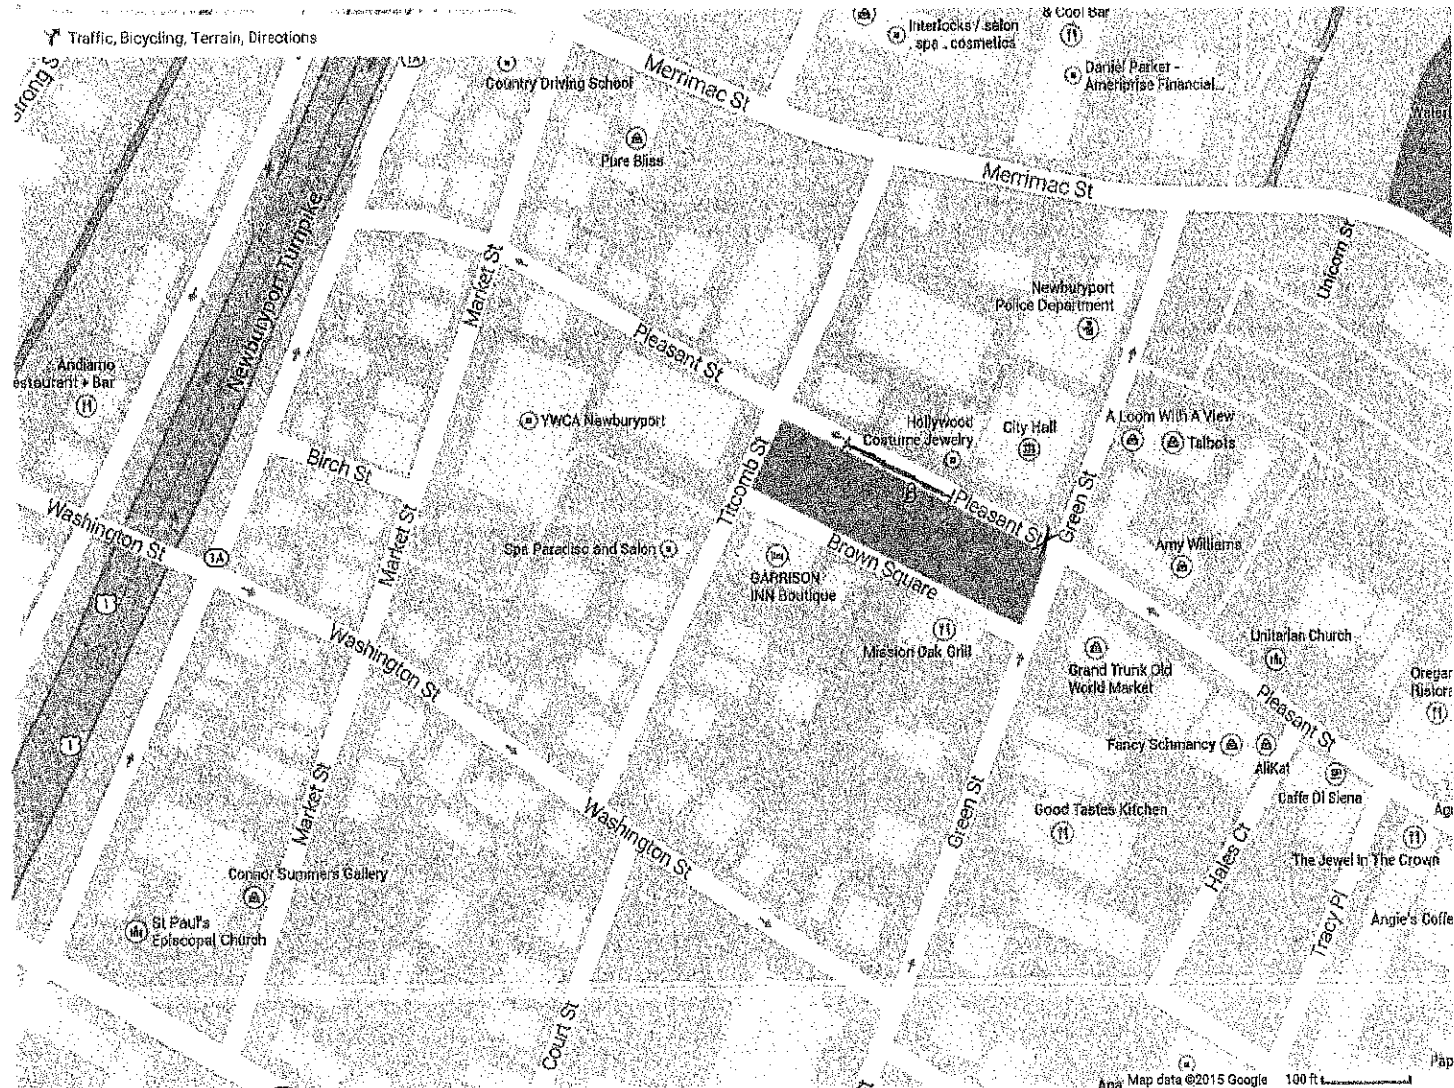 Traffic, Bicycling, Terrain, Directions
1A
Country Driving School
Merrimac St
Interlocks / salon
. spa . cosmetics
& Cool Bar
Daniel Parker -
Ameriprise Financial...
Pure Bliss
Merrimac St
Newburyport Turnpike
Market St
Unicorn St
Newburyport
Police Department
Pleasant St
Andiamo
estaurant + Bar
YWCA Newburyport
Hollywood
Costume Jewelry
City Hall
A Loom With A View
Talbots
Birch St
Titcomb St
Pleasant St
Green St
Washington St
1A
Market St
Spa Paradiso and Salon
GARRISON
INN Boutique
Brown Square
Amy Williams
1
Washington St
Mission Oak Grill
Unitarian Church
Grand Trunk Old
World Market
Pleasant St
1
Fancy Schmancy
AliKat
Caffe Di Siena
Market St
Washington St
Green St
Good Tastes Kitchen
Hales Ct
The Jewel In The Crown
Connor Summers Gallery
St Paul's
Episcopal Church
Tracy Pl
Angie's Coffe
Court St
Map data ©2015 Google
100 ft